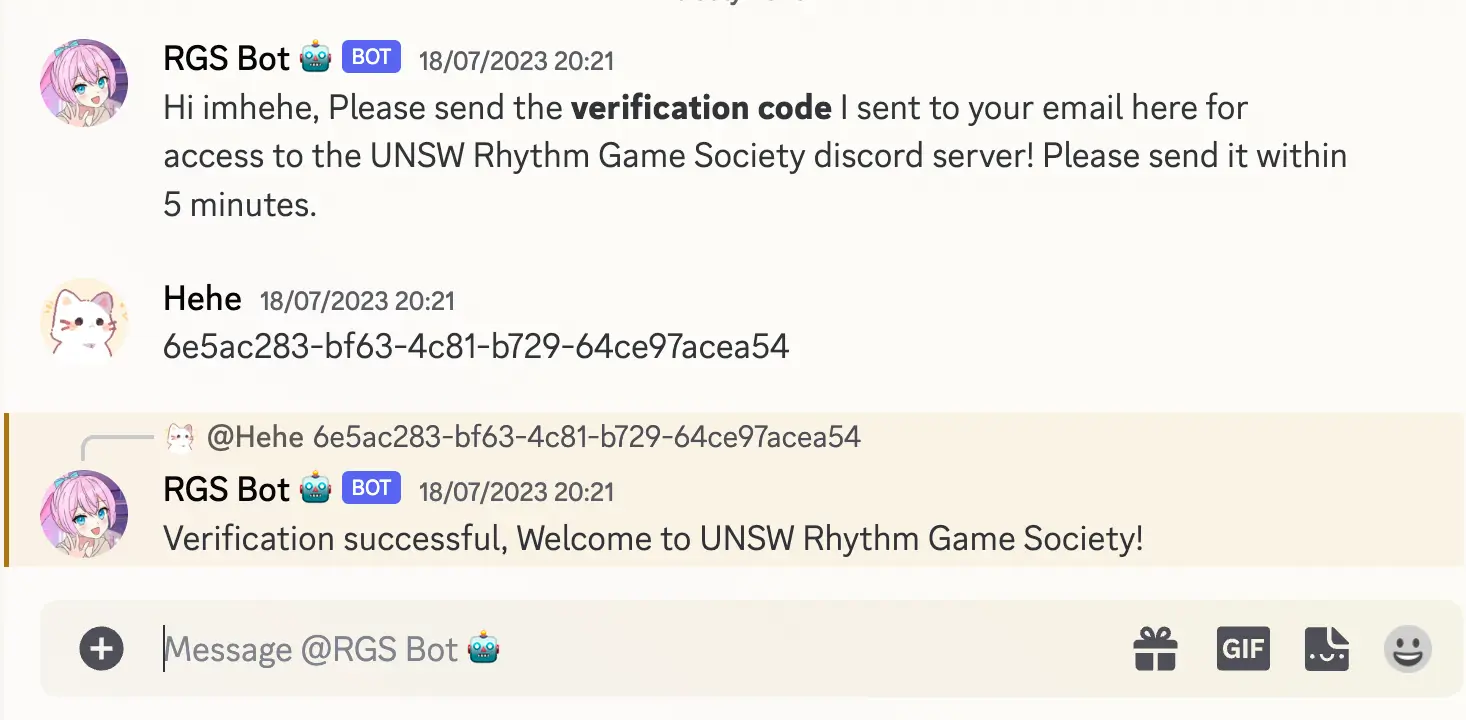 RGS Bot 🤖 BOT 18/07/2023 20:21
Hi imhehe, Please send the verification code I sent to your email here for
access to the UNSW Rhythm Game Society discord server! Please send it within
5 minutes.
Hehe 18/07/2023 20:21
6e5ac283-bf63-4c81-b729-64ce97acea54
@Hehe 6e5ac283-bf63-4c81-b729-64ce97acea54
RGS Bot 🤖 BOT 18/07/2023 20:21
Verification successful, Welcome to UNSW Rhythm Game Society!
Message @RGS Bot 🤖 GIF